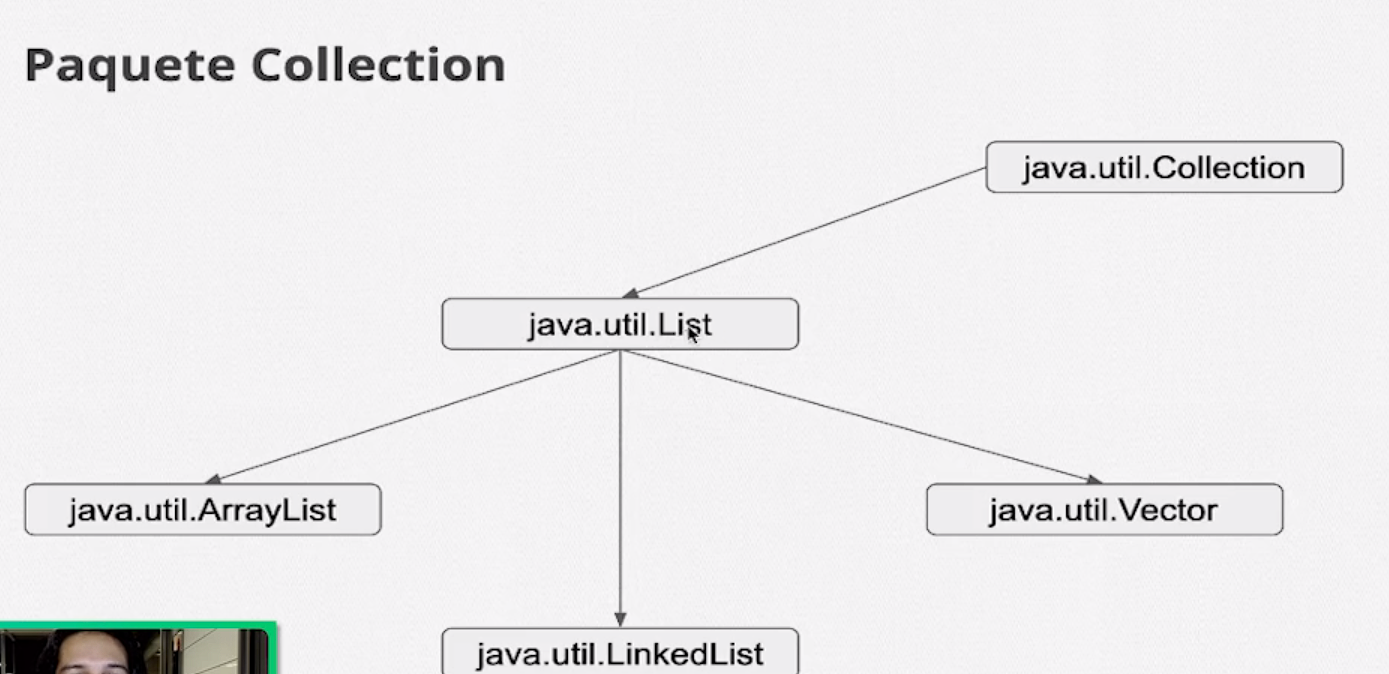 Paquete Collection
java.util.Collection
java.util.List
java.util.ArrayList
java.util.Vector
java.util.LinkedList